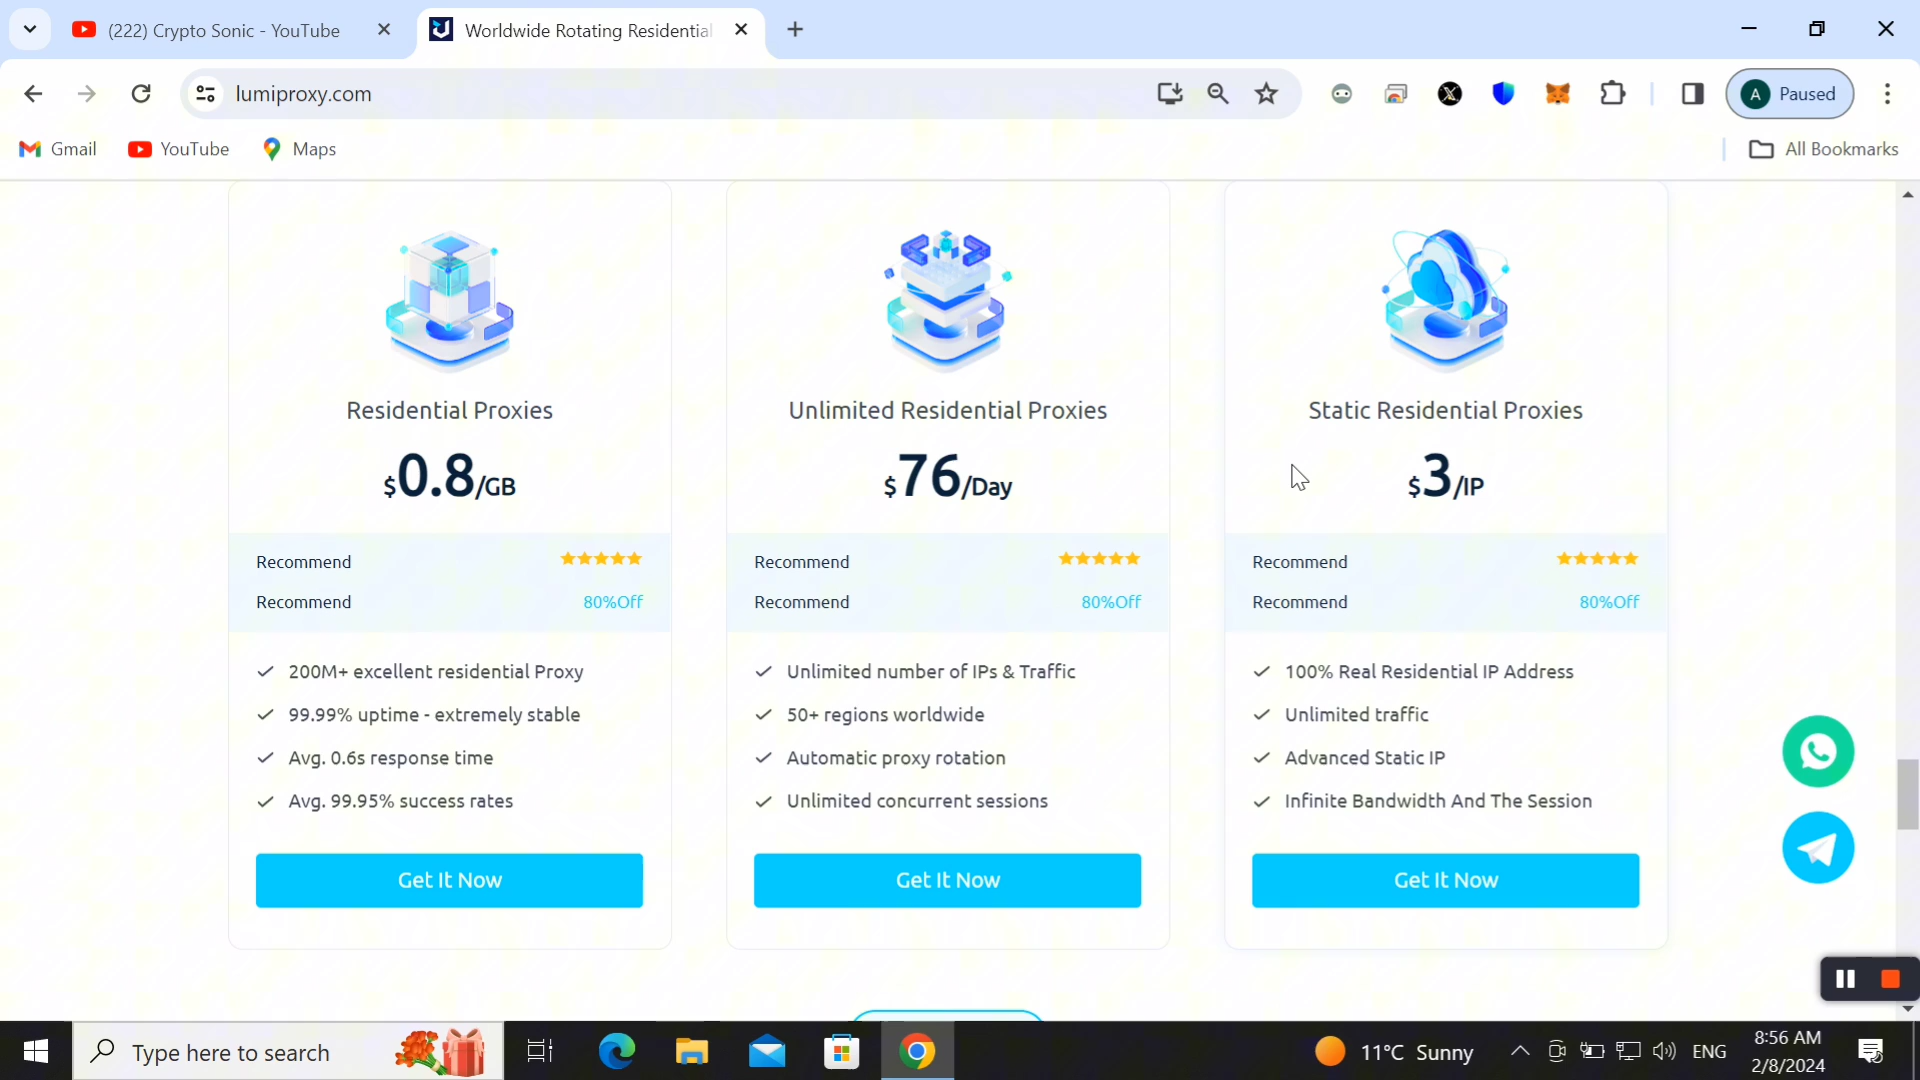 (222) Crypto Sonic - YouTube
Worldwide Rotating Residential
lumiproxy.com
A
Paused
Gmail
YouTube
Maps
All Bookmarks
Residential Proxies
$0.8/GB
Recommend
Recommend 80%Off
200M+ excellent residential Proxy
99.99% uptime - extremely stable
Avg. 0.6s response time
Avg. 99.95% success rates
Get It Now
Unlimited Residential Proxies
$76/Day
Recommend
Recommend 80%Off
Unlimited number of IPs & Traffic
50+ regions worldwide
Automatic proxy rotation
Unlimited concurrent sessions
Get It Now
Static Residential Proxies
$3/IP
Recommend
Recommend 80%Off
100% Real Residential IP Address
Unlimited traffic
Advanced Static IP
Infinite Bandwidth And The Session
Get It Now
Type here to search
11°C Sunny
ENG
8:56 AM
2/8/2024